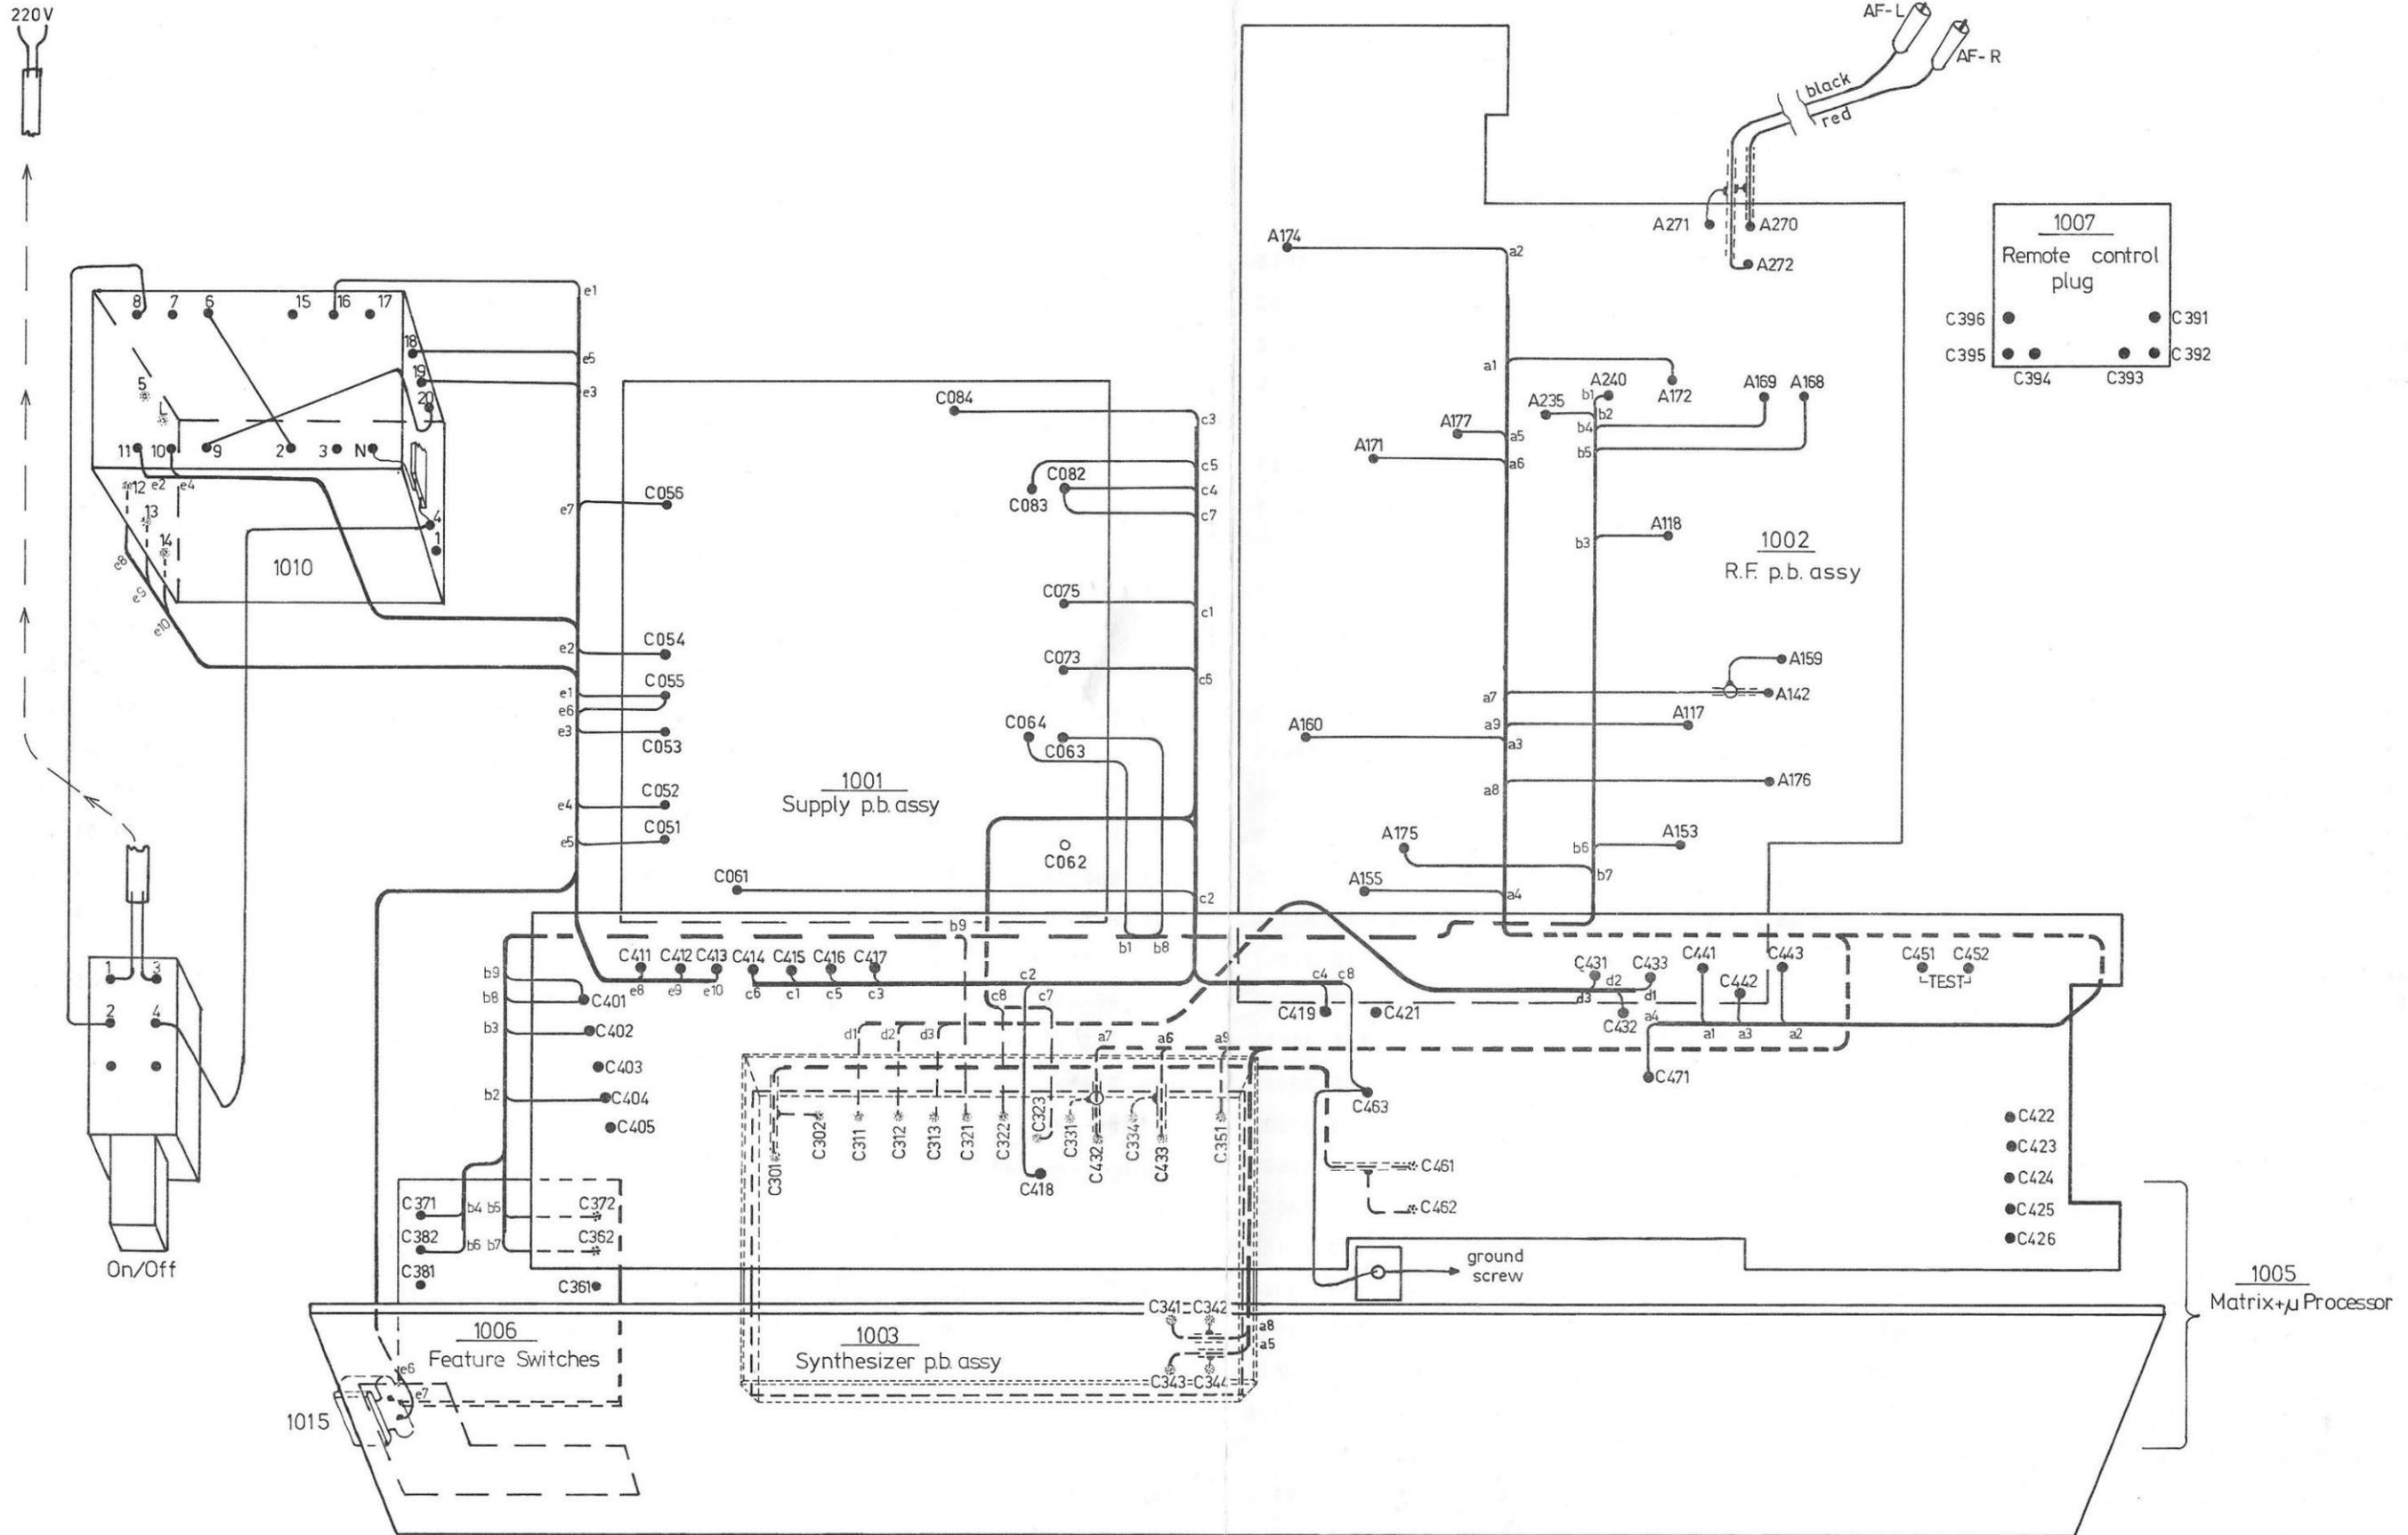 220V
AF-L
AF-R
black
red
A271
A270
A272
1007
Remote control
plug
C396
C391
C395
C392
C394
C393
A174
a2
8
7
6
15
16
17
e1
18
e5
19
e3
20
5
L
11
10
9
2
3
N
12
e2
e4
13
14
4
1
e8
e9
e10
1010
C084
c3
c5
C082
c4
C083
c7
C056
e7
C075
c1
C073
c6
C054
e2
C055
e1
e6
e3
C053
C064
C063
1001
Supply p.b. assy
C052
e4
C051
e5
C062
C061
c2
a1
A172
A240
b1
A235
b2
A169
A168
b4
b5
A177
a5
A171
a6
A118
b3
1002
R.F. p.b. assy
A159
a7
A142
a9
A117
A160
a3
a8
A176
A175
b6
A153
b7
A155
a4
b9
b1
b8
C411
C412
C413
C414
C415
C416
C417
e8
e9
e10
c6
c1
c5
c3
c2
c8
c7
c4
c8
C419
C421
C431
d2
C433
d3
d1
C432
C441
C442
C443
C451
C452
TEST
a4
a1
a3
a2
C471
b9
b8
C401
b3
C402
C403
b2
C404
C405
d1
d2
d3
a7
a6
a9
C301
C302
C311
C312
C313
C321
C322
C323
C331
C432
C334
C433
C351
C418
C463
C461
C462
C422
C423
C424
C425
C426
1
3
2
4
On/Off
C371
b4
b5
C372
C382
b6
b7
C362
C381
C361
ground
screw
1005
Matrix+µ Processor
C341
C342
a8
a5
C343
C344
1006
Feature Switches
1003
Synthesizer p.b. assy
e6
e7
1015